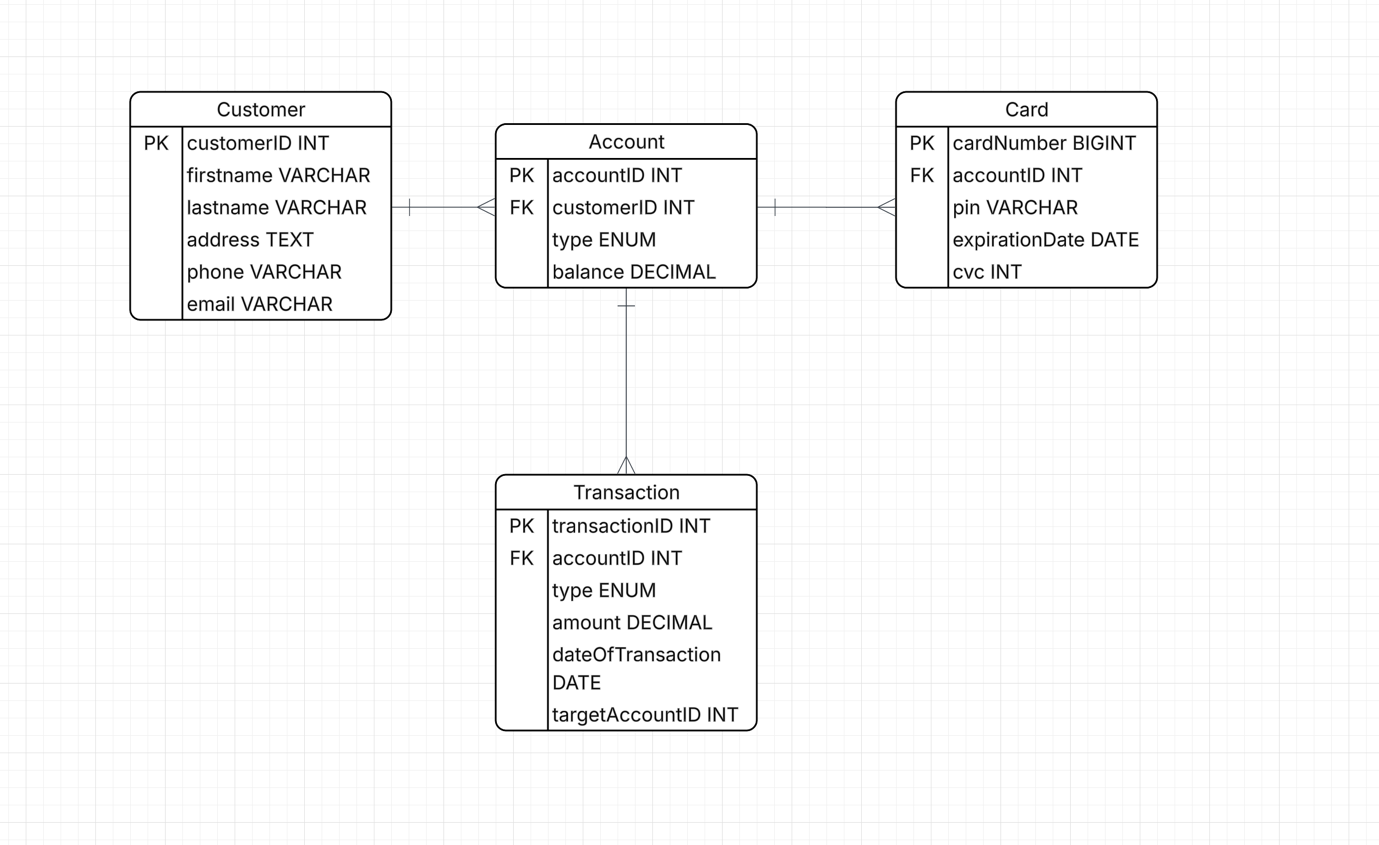 Customer
PK customerID INT
firstname VARCHAR
lastname VARCHAR
address TEXT
phone VARCHAR
email VARCHAR
Account
PK accountID INT
FK customerID INT
type ENUM
balance DECIMAL
Card
PK cardNumber BIGINT
FK accountID INT
pin VARCHAR
expirationDate DATE
cvc INT
Transaction
PK transactionID INT
FK accountID INT
type ENUM
amount DECIMAL
dateOfTransaction
DATE
targetAccountID INT